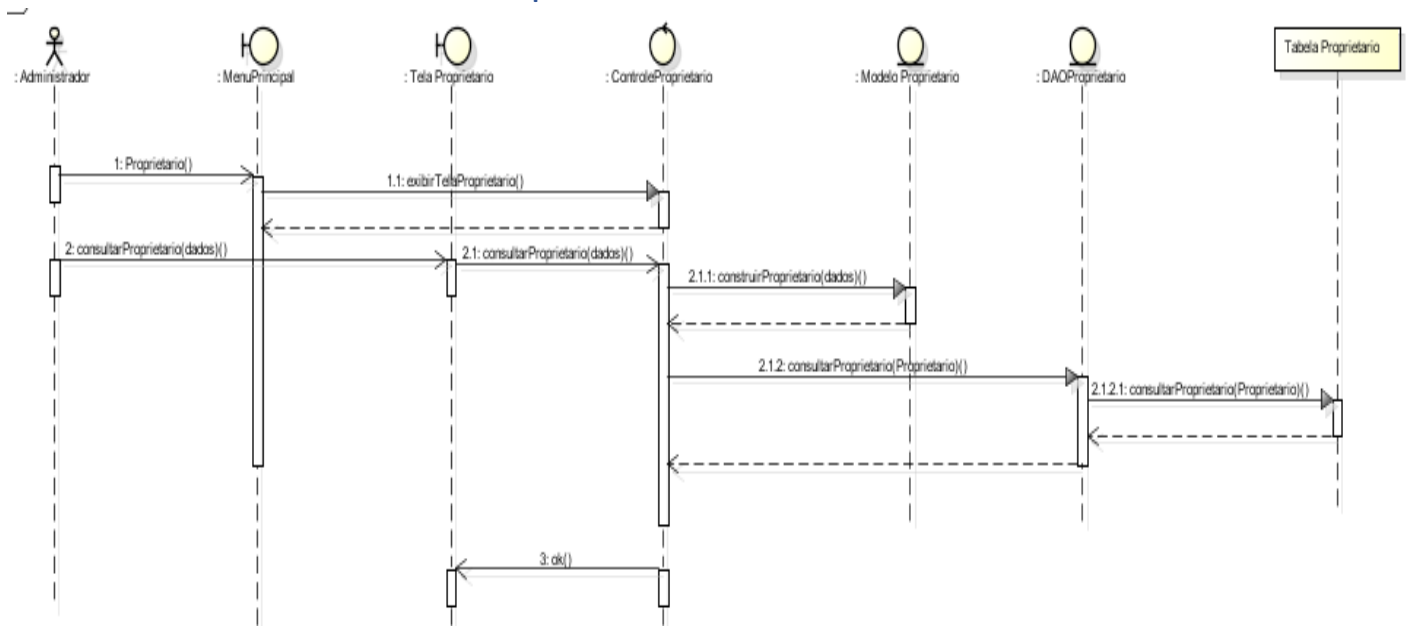 : Administrador
: MenuPrincipal
: Tela Proprietario
: ControleProprietario
: Modelo Proprietario
: DAOProprietario
Tabela Proprietario
1: Proprietario()
1.1: exibirTelaProprietario()
2: consultarProprietario(dados)()
2.1: consultarProprietario(dados)()
2.1.1: construirProprietario(dados)()
2.1.2: consultarProprietario(Proprietario)()
2.1.2.1: consultarProprietario(Proprietario)()
3: ok()